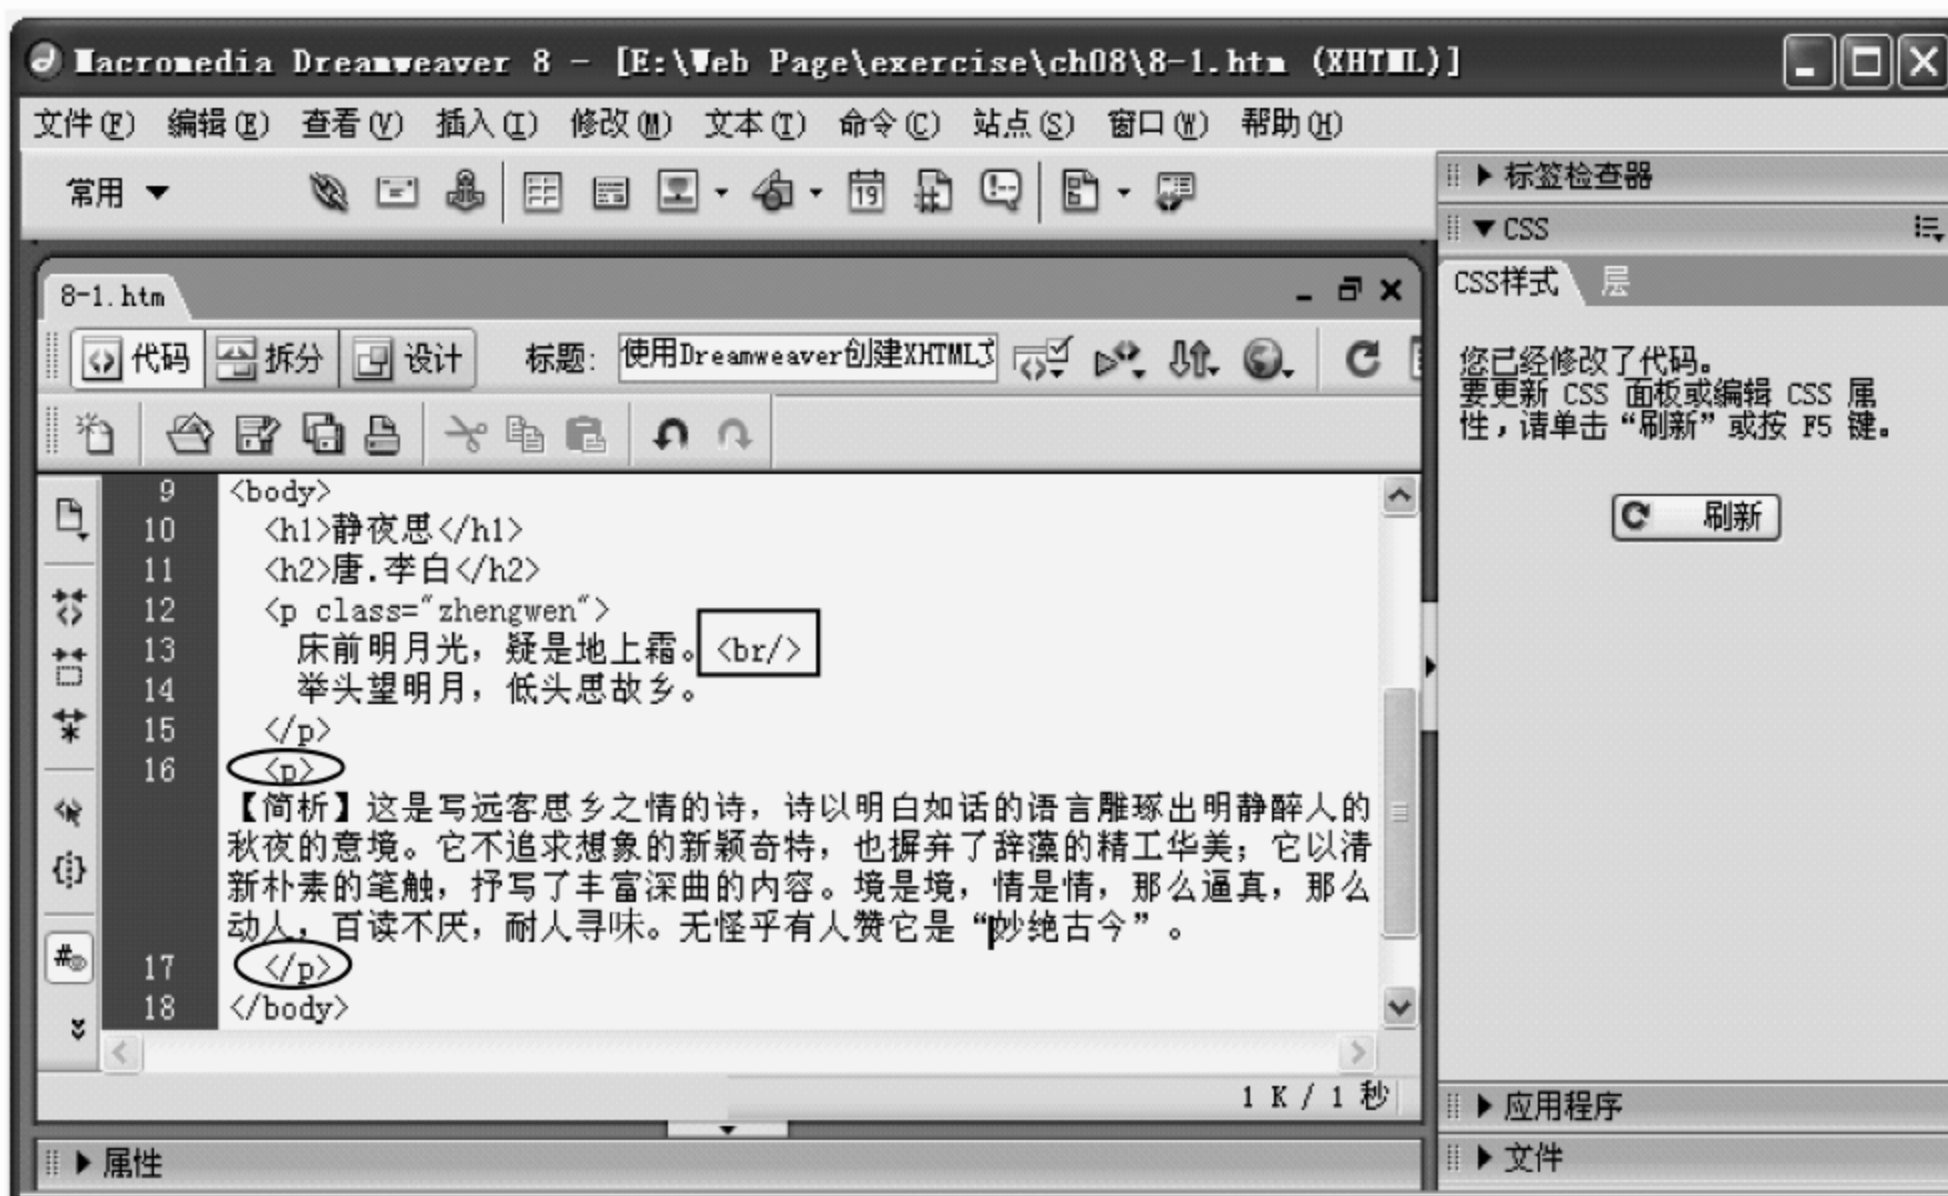 Macromedia Dreamweaver 8 - [E:\Web Page\exercise\ch08\8-1.htm (XHTML)]
文件(F) 编辑(E) 查看(V) 插入(I) 修改(M) 文本(T) 命令(C) 站点(S) 窗口(W) 帮助(H)
常用
19
标签检查器
CSS
CSS样式 层
8-1.htm
代码 拆分 设计 标题: 使用Dreamweaver创建XHTML
您已经修改了代码。
要更新 CSS 面板或编辑 CSS 属
性,请单击“刷新”或按 F5 键。
刷新
9 <body>
10 <h1>静夜思</h1>
11 <h2>唐.李白</h2>
12 <p class="zhengwen">
13 床前明月光，疑是地上霜。<br/>
14 举头望明月，低头思故乡。
15 </p>
16 <p>
【简析】这是写远客思乡之情的诗，诗以明白如话的语言雕琢出明静醉人的
秋夜的意境。它不追求想象的新颖奇特，也摒弃了辞藻的精工华美；它以清
新朴素的笔触，抒写了丰富深曲的内容。境是境，情是情，那么逼真，那么
动人，百读不厌，耐人寻味。无怪乎有人赞它是“妙绝古今”。
17 </p>
18 </body>
1 K / 1 秒
属性
应用程序
文件